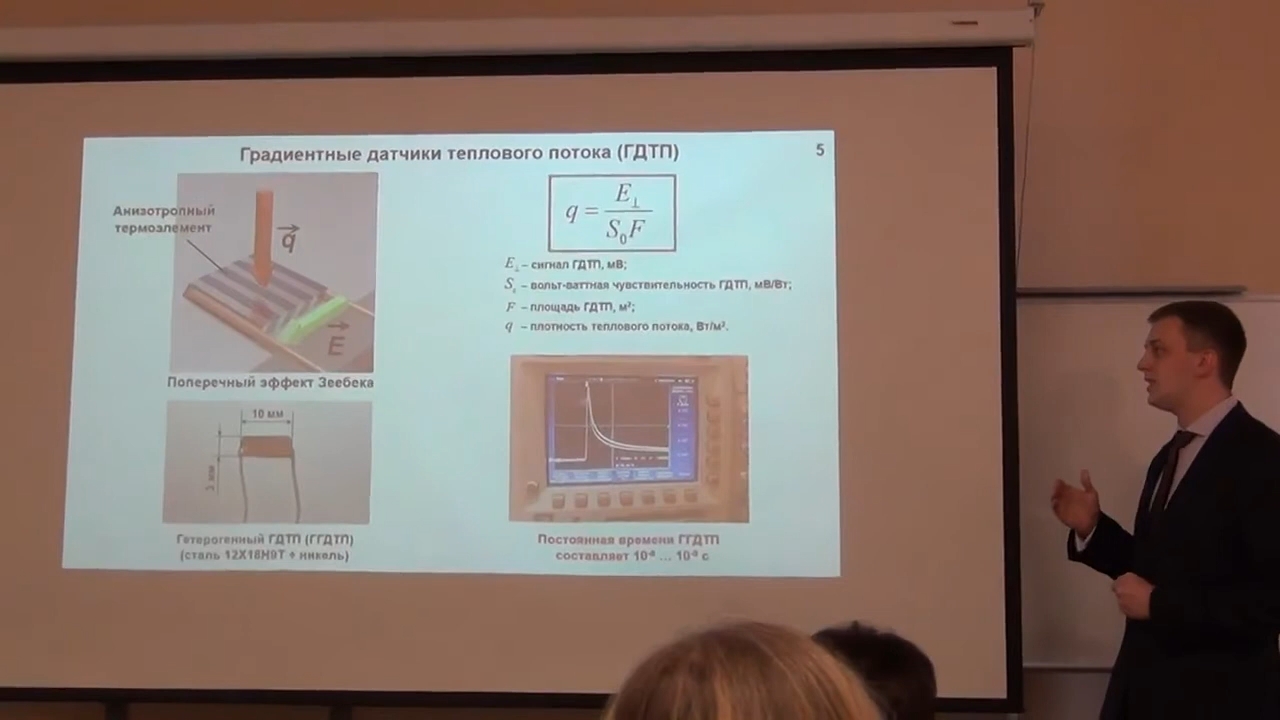 Градиентные датчики теплового потока (ГДТП)
5
Анизотропный
термоэлемент
q
E
Поперечный эффект Зеебека
10 мм
3 мм
Гетерогенный ГДТП (ГГДТП)
(сталь 12Х18Н9Т + никель)
q = E⊥ / S₀F
E⊥ – сигнал ГДТП, мВ;
S₀ – вольт-ваттная чувствительность ГДТП, мВ/Вт;
F – площадь ГДТП, м²;
q – плотность теплового потока, Вт/м².
Постоянная времени ГГДТП
составляет